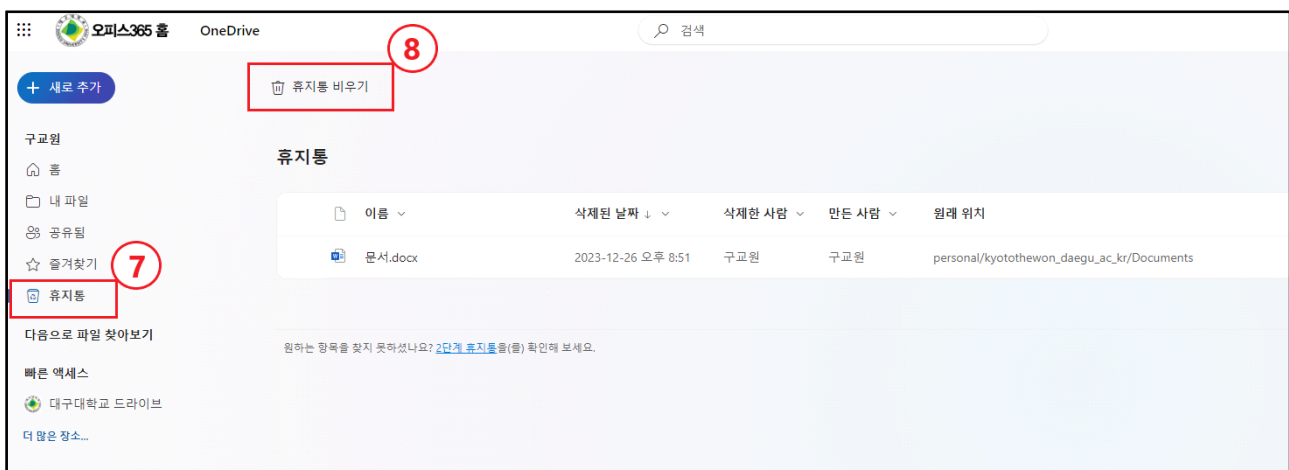 오피스365 홈 OneDrive 검색
⑧
+ 새로 추가 휴지통 비우기
구교원
휴지통
홈
내 파일
이름 삭제된 날짜 ↓ 삭제한 사람 만든 사람 원래 위치
공유됨
문서.docx 2023-12-26 오후 8:51 구교원 구교원 personal/kyotothewon_daegu_ac_kr/Documents
즐겨찾기
⑦
휴지통
다음으로 파일 찾아보기
원하는 항목을 찾지 못하셨나요? 2단계 휴지통을(를) 확인해 보세요.
빠른 액세스
대구대학교 드라이브
더 많은 장소...